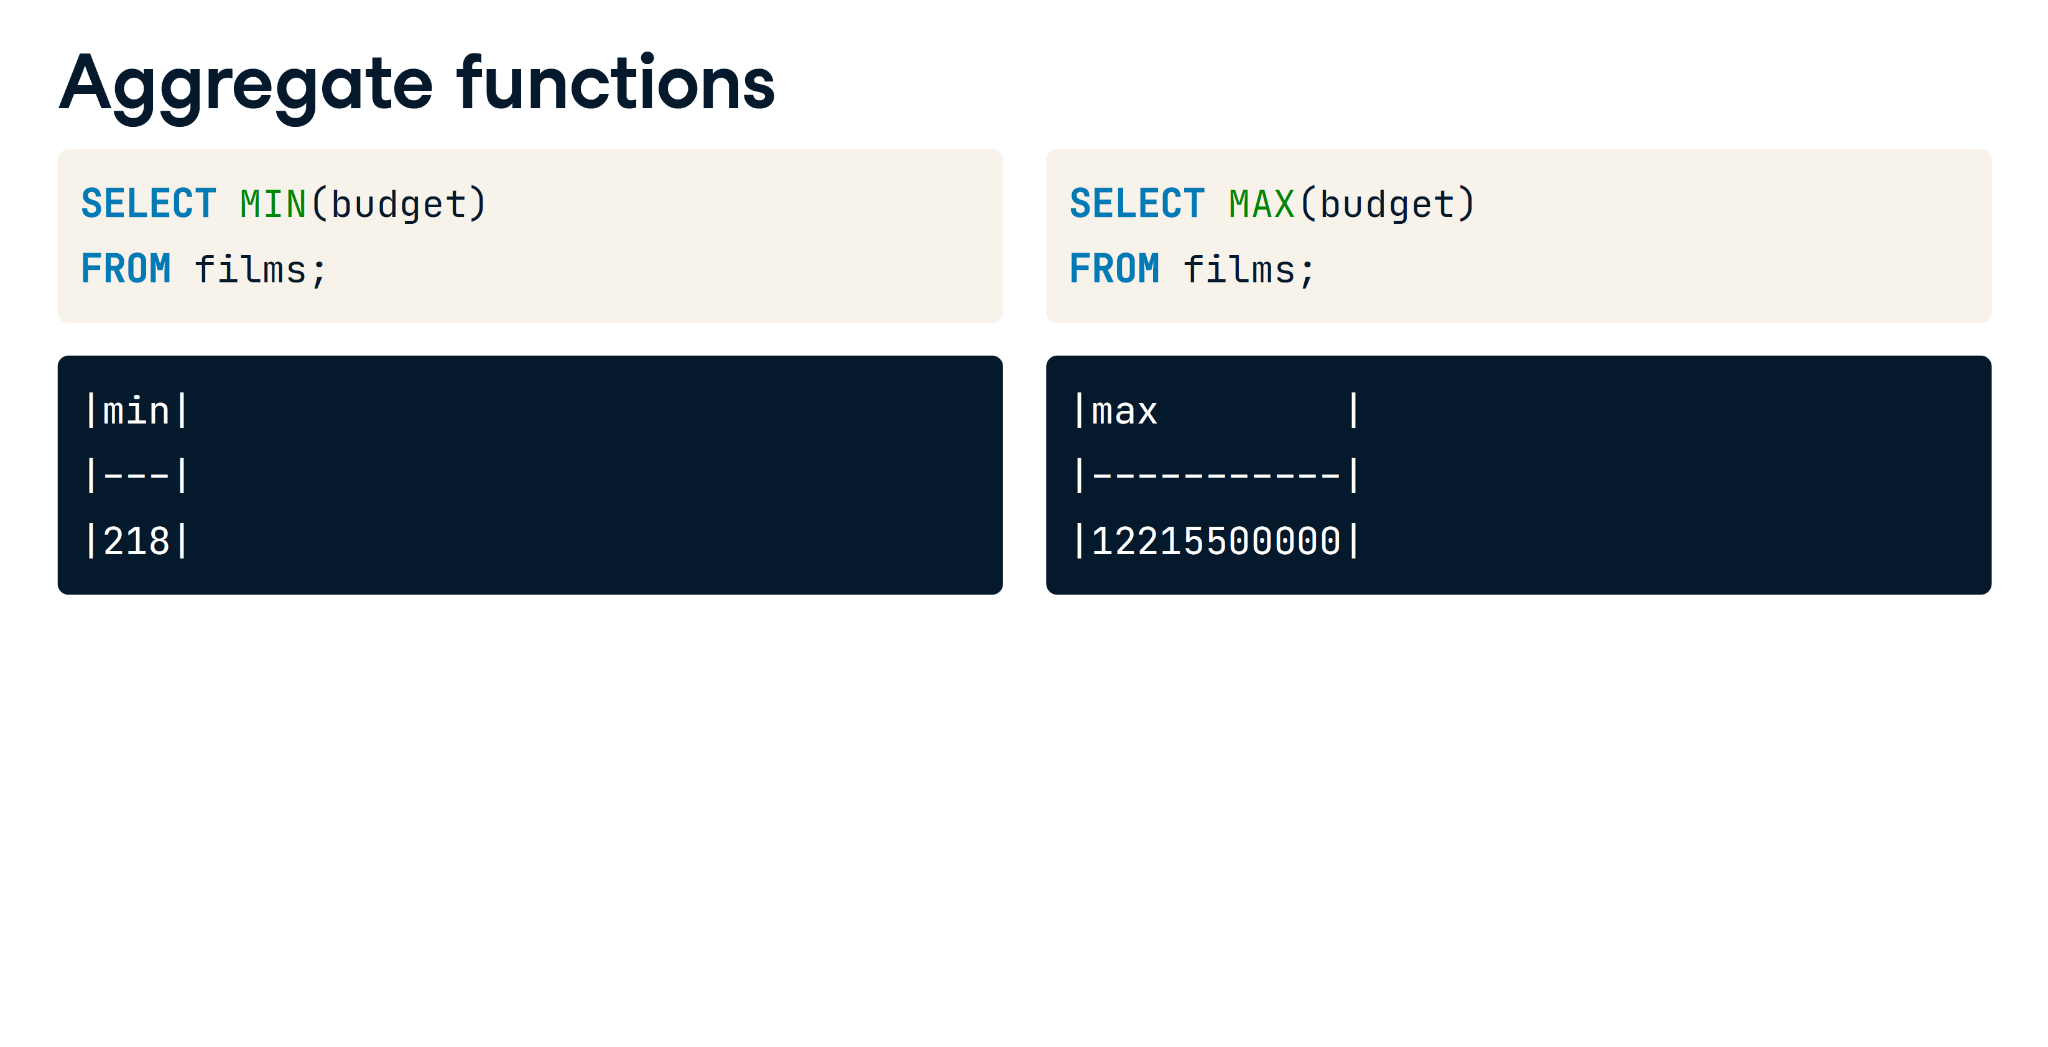 Aggregate functions
SELECT MIN(budget)
FROM films;
|min|
|---|
|218|
SELECT MAX(budget)
FROM films;
|max        |
|-----------|
|12215500000|